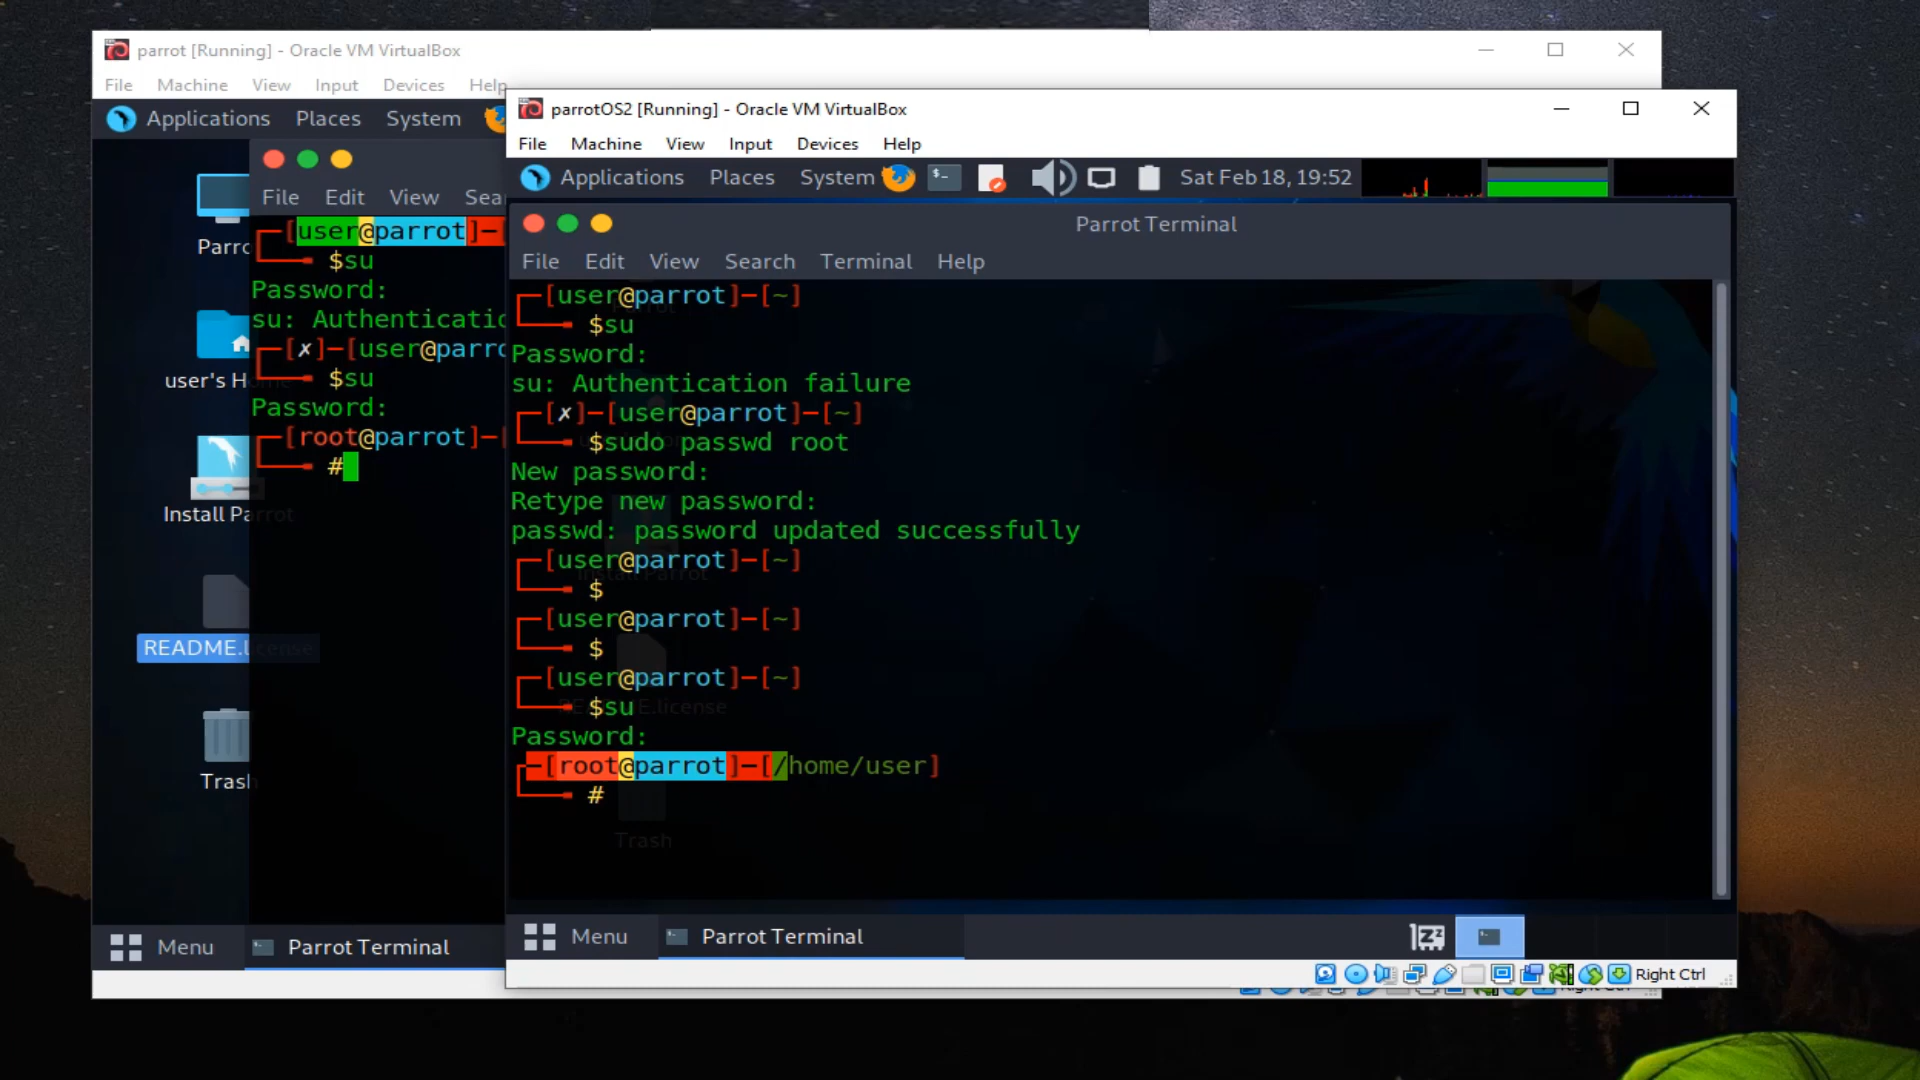 parrot [Running] - Oracle VM VirtualBox
File Machine View Input Devices Help
Applications Places System
File Edit View Sea
┌─[user@parrot]─[
└──╼ $su
Password:
su: Authenticatio
┌─[✗]─[user@parro
└──╼ $su
Password:
┌─[root@parrot]─[
└──╼ #
Parro
user's H
Install Parrot
README.license
Trash
Menu
Parrot Terminal
parrotOS2 [Running] - Oracle VM VirtualBox
File Machine View Input Devices Help
Applications Places System Sat Feb 18, 19:52
Parrot Terminal
File Edit View Search Terminal Help
┌─[user@parrot]─[~]
└──╼ $su
Password:
su: Authentication failure
┌─[✗]─[user@parrot]─[~]
└──╼ $sudo passwd root
New password:
Retype new password:
passwd: password updated successfully
┌─[user@parrot]─[~]
└──╼ $
┌─[user@parrot]─[~]
└──╼ $
┌─[user@parrot]─[~]
└──╼ $su
Password:
┌─[root@parrot]─[/home/user]
└──╼ #
Trash
Menu
Parrot Terminal
Right Ctrl